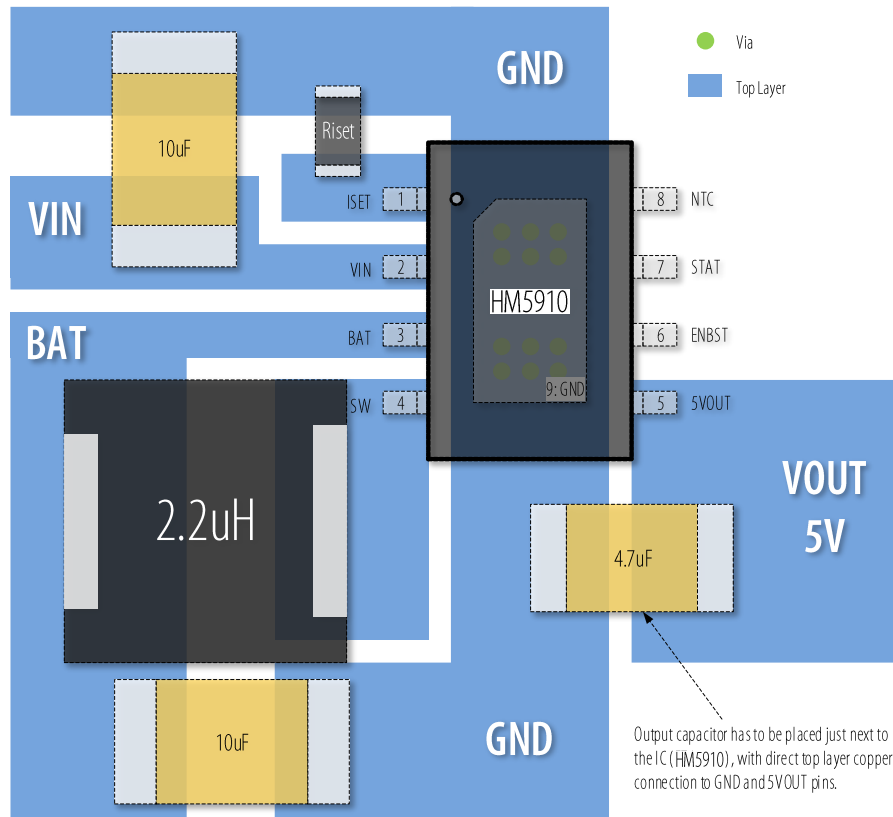 GND
Via
Top Layer
10uF
Riset
VIN
ISET 1
8 NTC
VIN 2
7 STAT
HM5910
BAT
BAT 3
6 ENBST
9: GND
SW 4
5 5VOUT
2.2uH
VOUT
5V
4.7uF
10uF
GND
Output capacitor has to be placed just next to
the IC (HM5910), with direct top layer copper
connection to GND and 5VOUT pins.